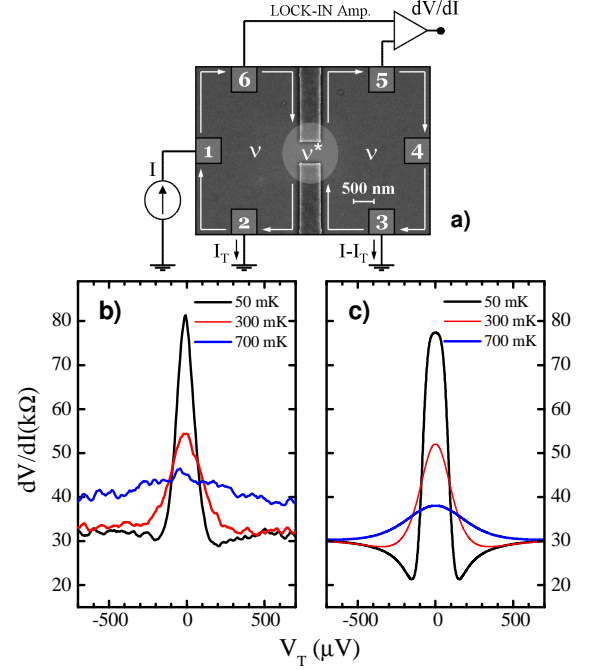 dV/dI
LOCK-IN Amp.
6
5
1
ν
ν*
ν
4
I
500 nm
2
3
a)
I_T
I-I_T
b)
50 mK
300 mK
700 mK
c)
50 mK
300 mK
700 mK
80
70
60
50
40
30
20
80
70
60
50
40
30
20
dV/dI(kΩ)
-500
0
500
-500
0
500
V_T (μV)